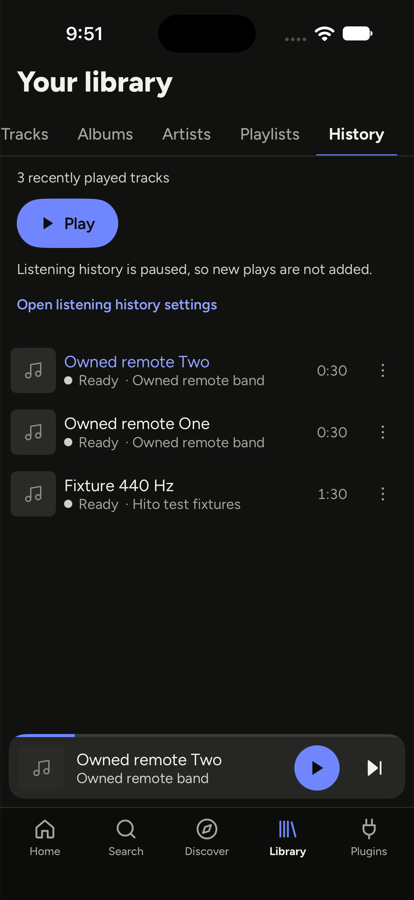 9:51
Your library
Tracks Albums Artists Playlists History
3 recently played tracks
Play
Listening history is paused, so new plays are not added.
Open listening history settings
Owned remote Two
Ready · Owned remote band
0:30
Owned remote One
Ready · Owned remote band
0:30
Fixture 440 Hz
Ready · Hito test fixtures
1:30
Owned remote Two
Owned remote band
Home Search Discover Library Plugins